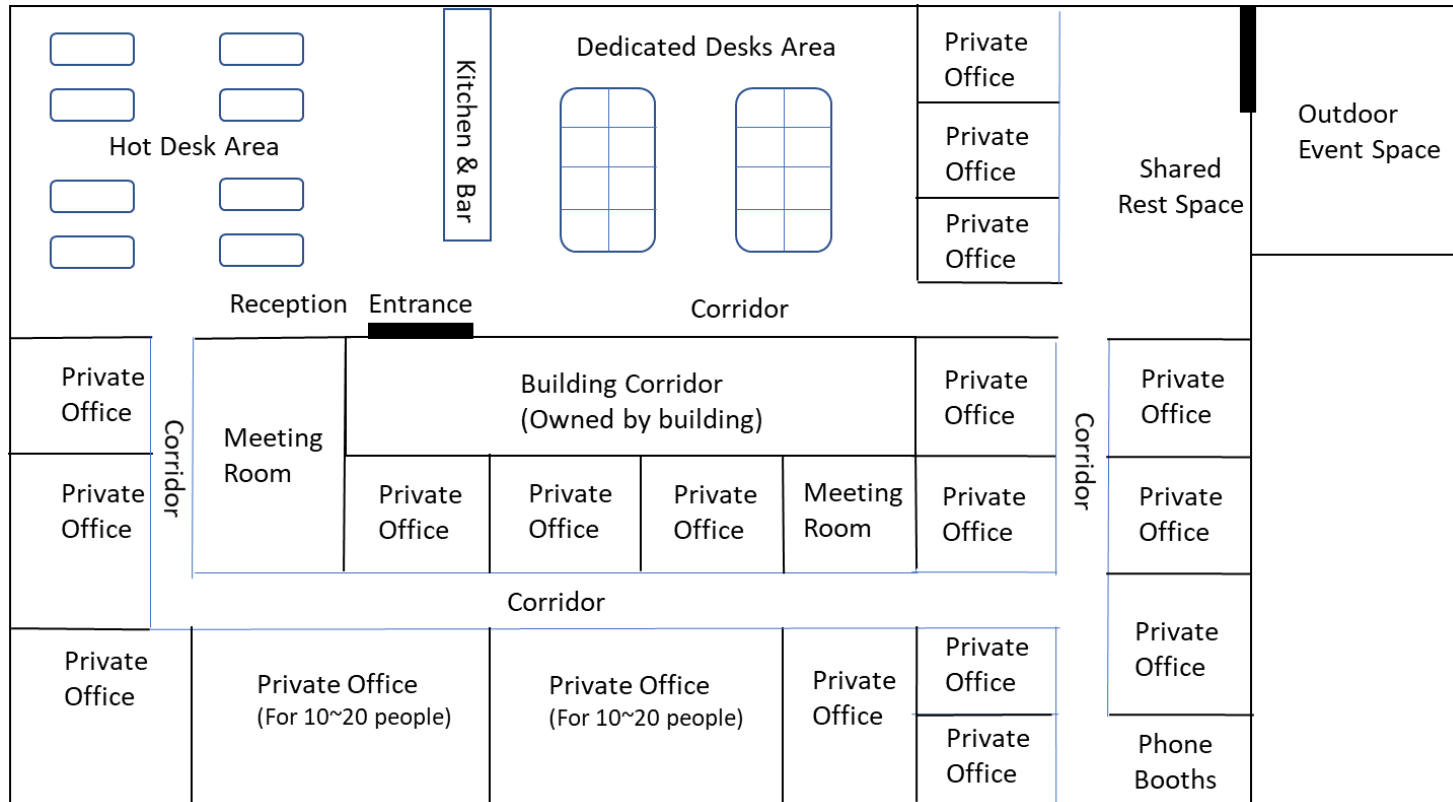 Dedicated Desks Area
Private
Office
Kitchen & Bar
Hot Desk Area
Private
Office
Outdoor
Event Space
Shared
Rest Space
Private
Office
Reception
Entrance
Corridor
Private
Office
Corridor
Meeting
Room
Building Corridor
(Owned by building)
Private
Office
Corridor
Private
Office
Private
Office
Private
Office
Private
Office
Private
Office
Meeting
Room
Private
Office
Private
Office
Corridor
Private
Office
Private Office
(For 10~20 people)
Private Office
(For 10~20 people)
Private
Office
Private
Office
Private
Office
Private
Office
Phone
Booths